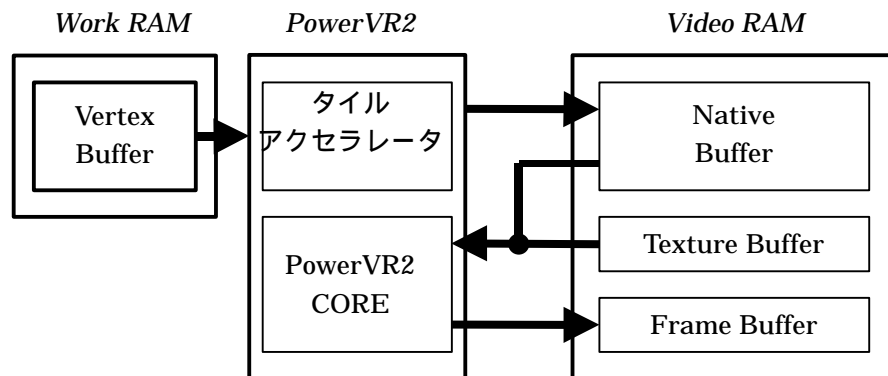 Work RAM
PowerVR2
Video RAM
Vertex
Buffer
タイル
アクセラレータ
PowerVR2
CORE
Native
Buffer
Texture Buffer
Frame Buffer